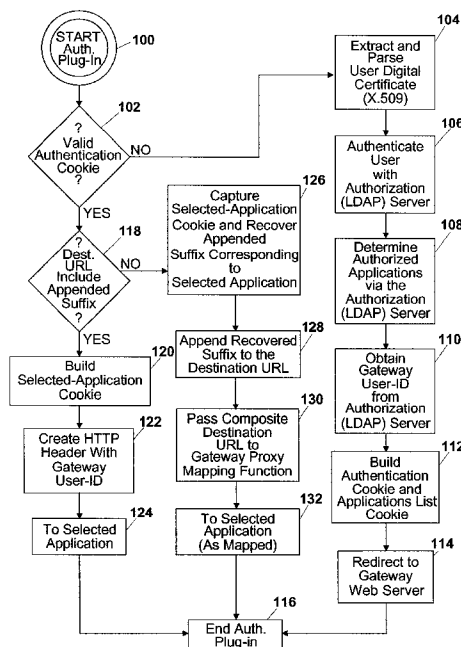 START
Auth.
Plug-In
100
?
Valid
Authentication
Cookie
?
102
NO
YES
104
Extract and
Parse
User Digital
Certificate
(X.509)
106
Authenticate
User
with
Authorization
(LDAP) Server
108
Determine
Authorized
Applications
via the
Authorization
(LDAP) Server
110
Obtain
Gateway
User-ID
from
Authorization
(LDAP) Server
112
Build
Authentication
Cookie and
Applications List
Cookie
114
Redirect to
Gateway
Web Server
118
?
Dest.
URL
Include
Appended
Suffix
?
NO
YES
126
Capture
Selected-Application
Cookie and Recover
Appended
Suffix Corresponding
to
Selected Application
128
Append Recovered
Suffix to the
Destination URL
130
Pass Composite
Destination
URL to
Gateway Proxy
Mapping Function
132
To Selected
Application
(As Mapped)
120
Build
Selected-Application
Cookie
122
Create HTTP
Header With
Gateway
User-ID
124
To Selected
Application
116
End Auth.
Plug-in